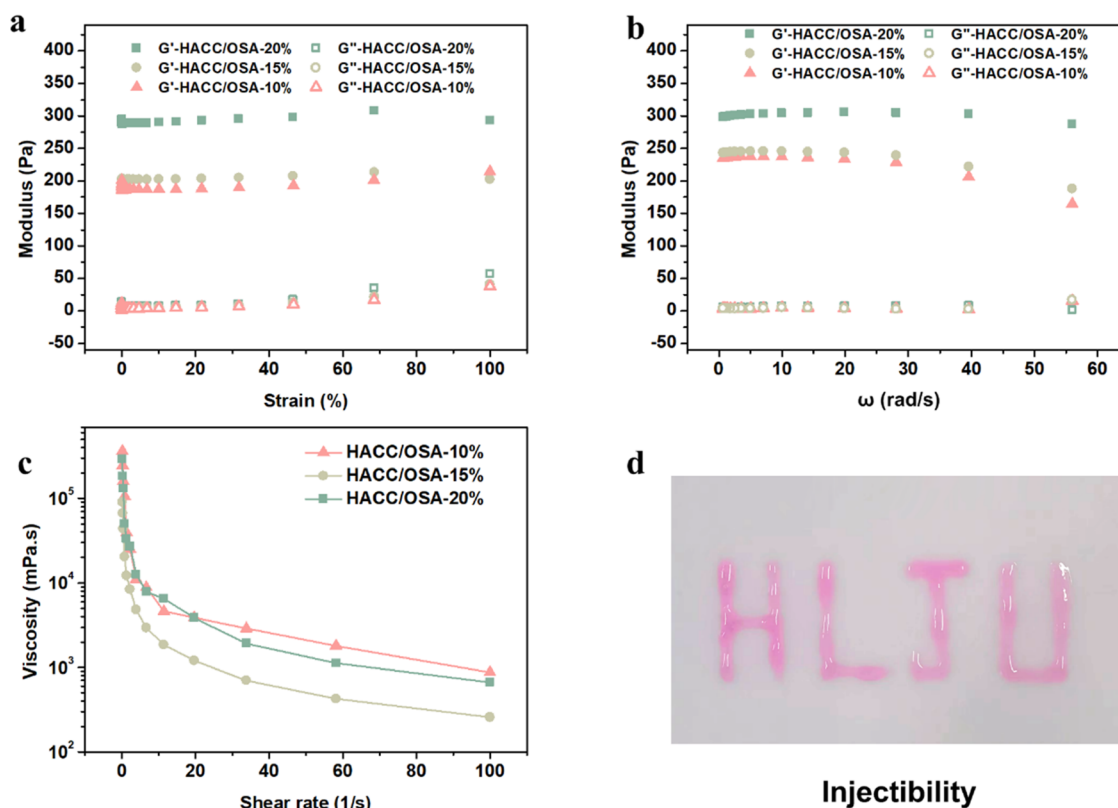 a
400
350
300
250
200
150
100
50
0
-50
Modulus (Pa)
G'-HACC/OSA-20% G"-HACC/OSA-20%
G'-HACC/OSA-15% G"-HACC/OSA-15%
G'-HACC/OSA-10% G"-HACC/OSA-10%
0 20 40 60 80 100
Strain (%)
b
400
350
300
250
200
150
100
50
0
-50
Modulus (Pa)
G'-HACC/OSA-20% G"-HACC/OSA-20%
G'-HACC/OSA-15% G"-HACC/OSA-15%
G'-HACC/OSA-10% G"-HACC/OSA-10%
0 10 20 30 40 50 60
ω (rad/s)
c
10⁵
10⁴
10³
10²
Viscosity (mPa.s)
HACC/OSA-10%
HACC/OSA-15%
HACC/OSA-20%
0 20 40 60 80 100
Shear rate (1/s)
d
HLJU
Injectibility